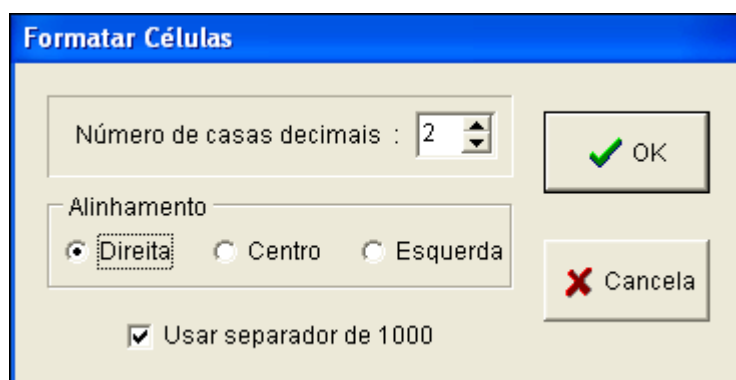 Formatar Células
Número de casas decimais : 2
OK
Alinhamento
Direita Centro Esquerda
Cancela
Usar separador de 1000